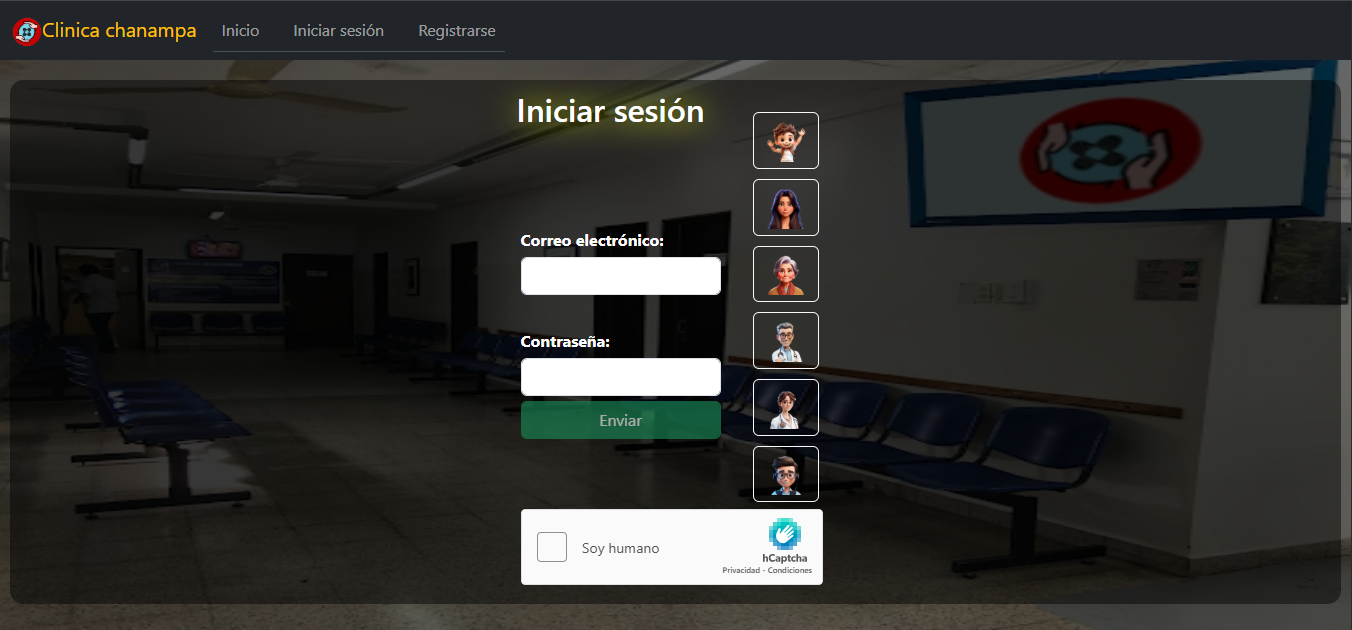 Clinica chanampa
Inicio
Iniciar sesión
Registrarse
Iniciar sesión
Correo electrónico:
Contraseña:
Enviar
Soy humano
hCaptcha
Privacidad - Condiciones